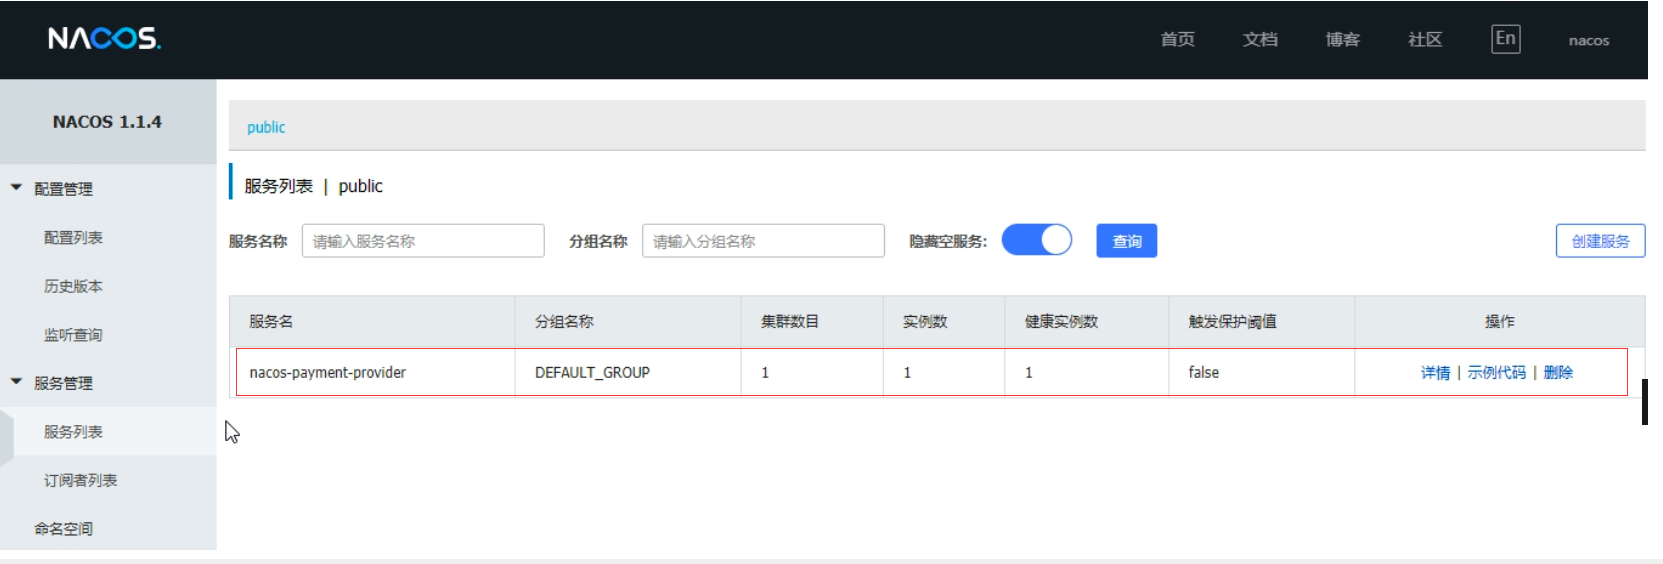 NACOS.
首页 文档 博客 社区 En nacos
NACOS 1.1.4
配置管理
配置列表
历史版本
监听查询
服务管理
服务列表
订阅者列表
命名空间
public
服务列表 | public
服务名称 请输入服务名称 分组名称 请输入分组名称 隐藏空服务: 查询 创建服务
服务名 分组名称 集群数目 实例数 健康实例数 触发保护阈值 操作
nacos-payment-provider DEFAULT_GROUP 1 1 1 false 详情 | 示例代码 | 删除